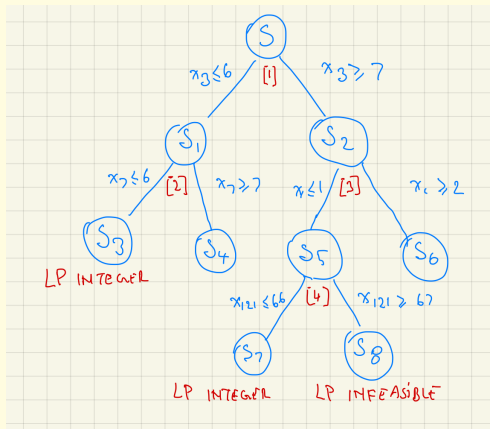 S
x₃≤6 [1] x₃≥7
S₁ S₂
x₇≤6 [2] x₇≥7 x≤1 [3] x₁≥2
S₃ S₄ S₅ S₆
LP INTEGER
x₁₂₁≤66 [4] x₁₂₁≥67
S₇ S₈
LP INTEGER LP INFEASIBLE